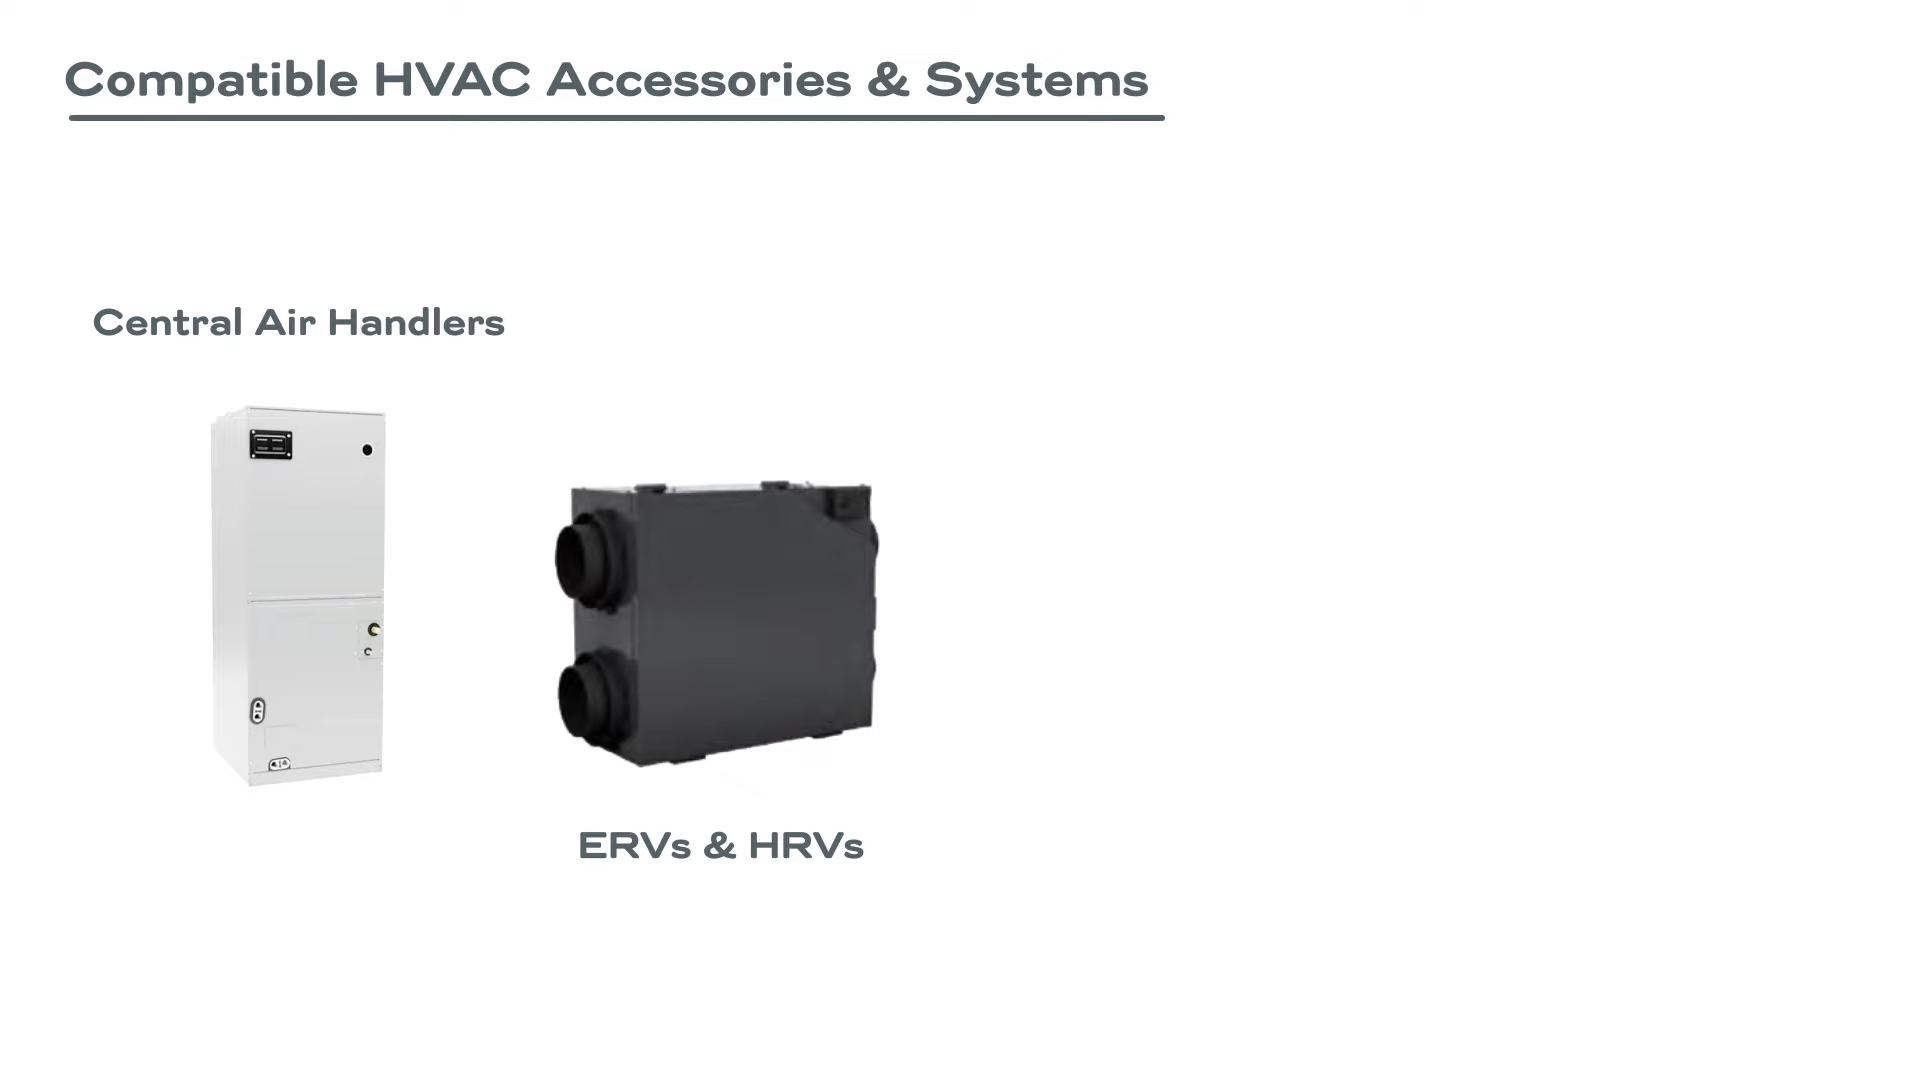 Compatible HVAC Accessories & Systems
Central Air Handlers
ERVs & HRVs